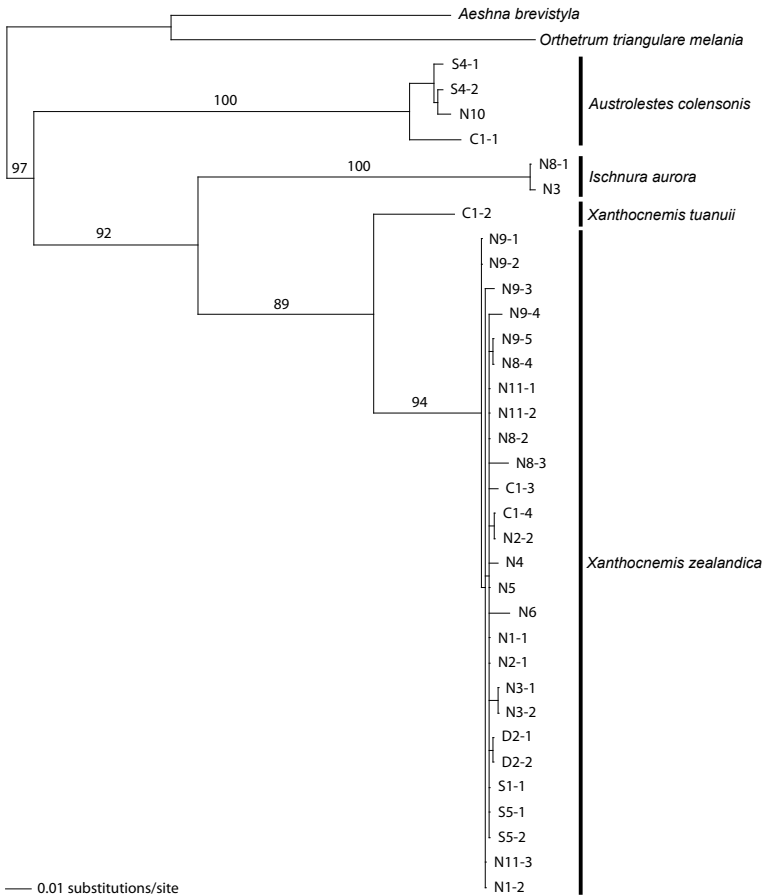 Aeshna brevistyla
Orthetrum triangulare melania
S4-1
S4-2
100
Austrolestes colensonis
N10
C1-1
97
100
N8-1
Ischnura aurora
N3
C1-2
Xanthocnemis tuanuii
92
N9-1
N9-2
N9-3
89
N9-4
N9-5
N8-4
N11-1
94
N11-2
N8-2
N8-3
C1-3
C1-4
N2-2
N4
Xanthocnemis zealandica
N5
N6
N1-1
N2-1
N3-1
N3-2
D2-1
D2-2
S1-1
S5-1
S5-2
N11-3
N1-2
0.01 substitutions/site